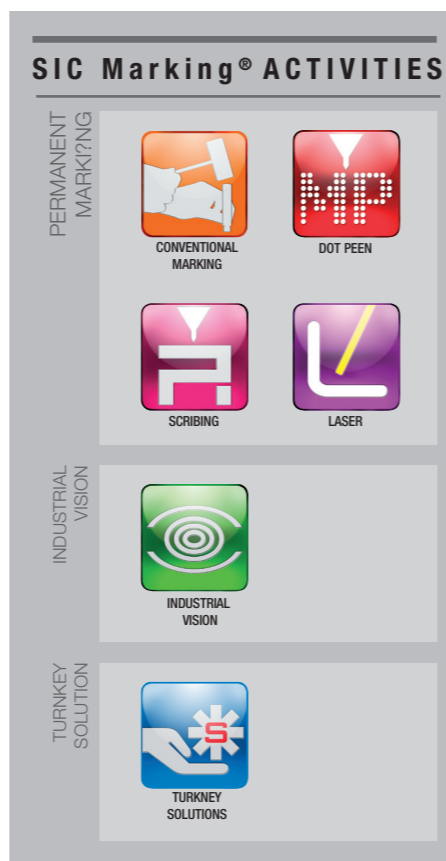 SIC Marking® ACTIVITIES
PERMANENT
MARKI?NG
CONVENTIONAL
MARKING
MP
DOT PEEN
SCRIBING
LASER
INDUSTRIAL
VISION
INDUSTRIAL
VISION
TURNKEY
SOLUTION
S
TURKNEY
SOLUTIONS